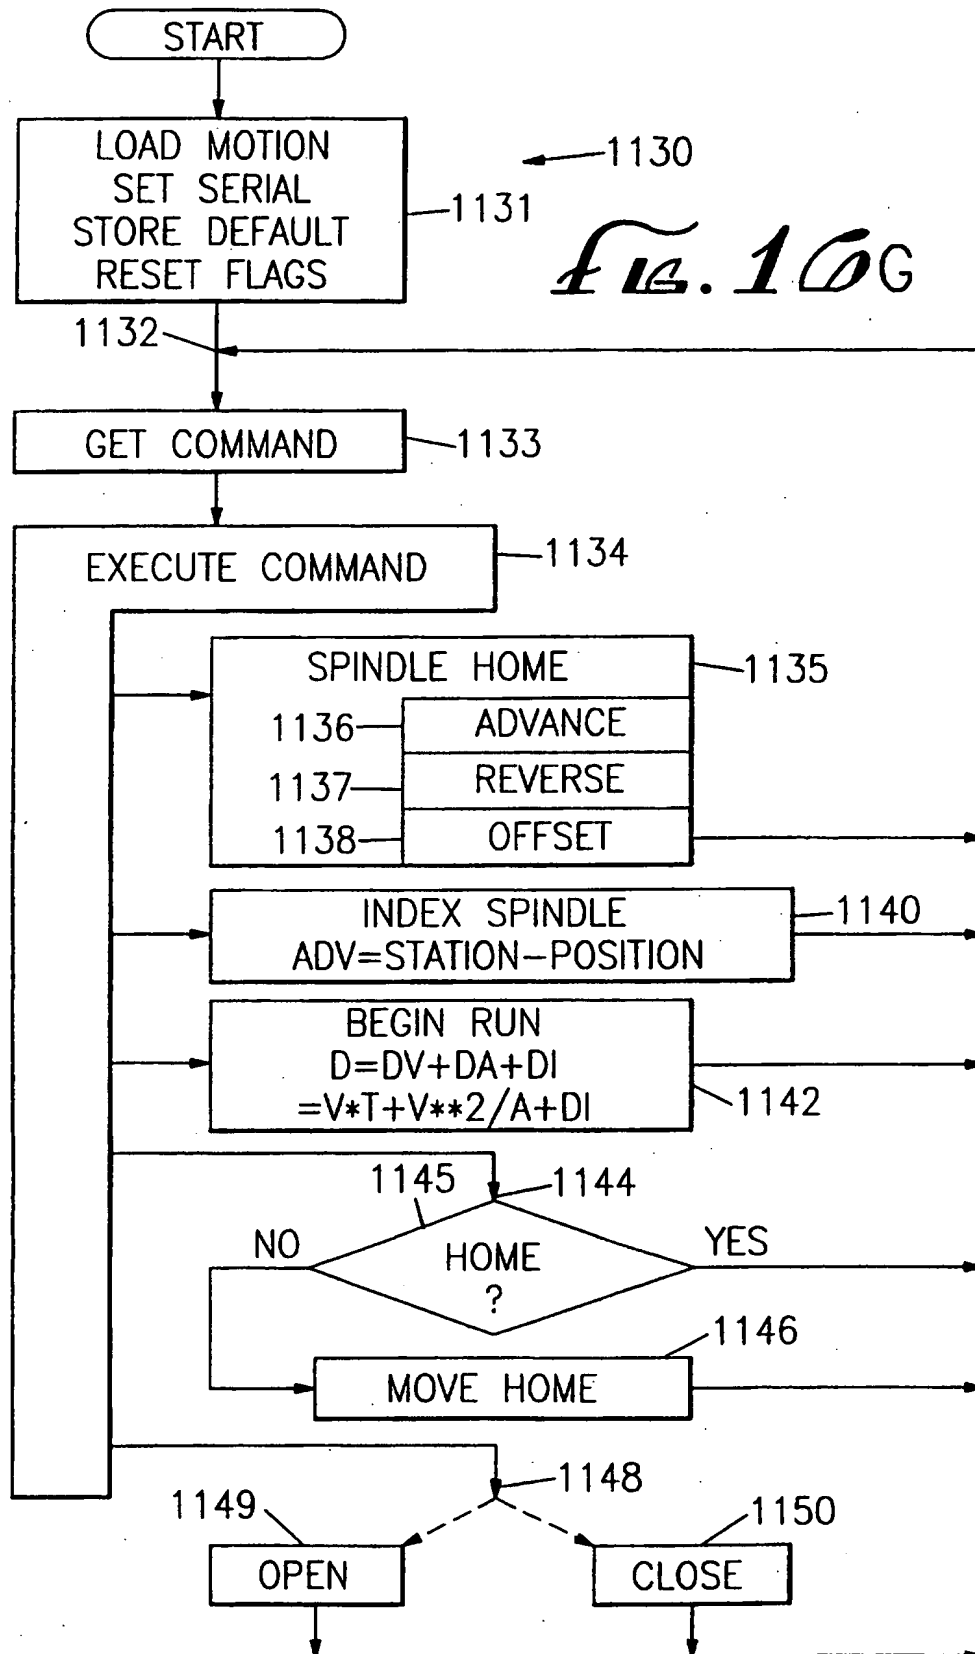 START
LOAD MOTION
SET SERIAL
STORE DEFAULT
RESET FLAGS
1130
1131
FIG. 16G
1132
GET COMMAND
1133
EXECUTE COMMAND
1134
SPINDLE HOME
1135
1136
ADVANCE
1137
REVERSE
1138
OFFSET
INDEX SPINDLE
ADV=STATION-POSITION
1140
BEGIN RUN
D=DV+DA+DI
=V*T+V**2/A+DI
1142
1145
1144
NO
HOME
?
YES
1146
MOVE HOME
1148
1149
1150
OPEN
CLOSE